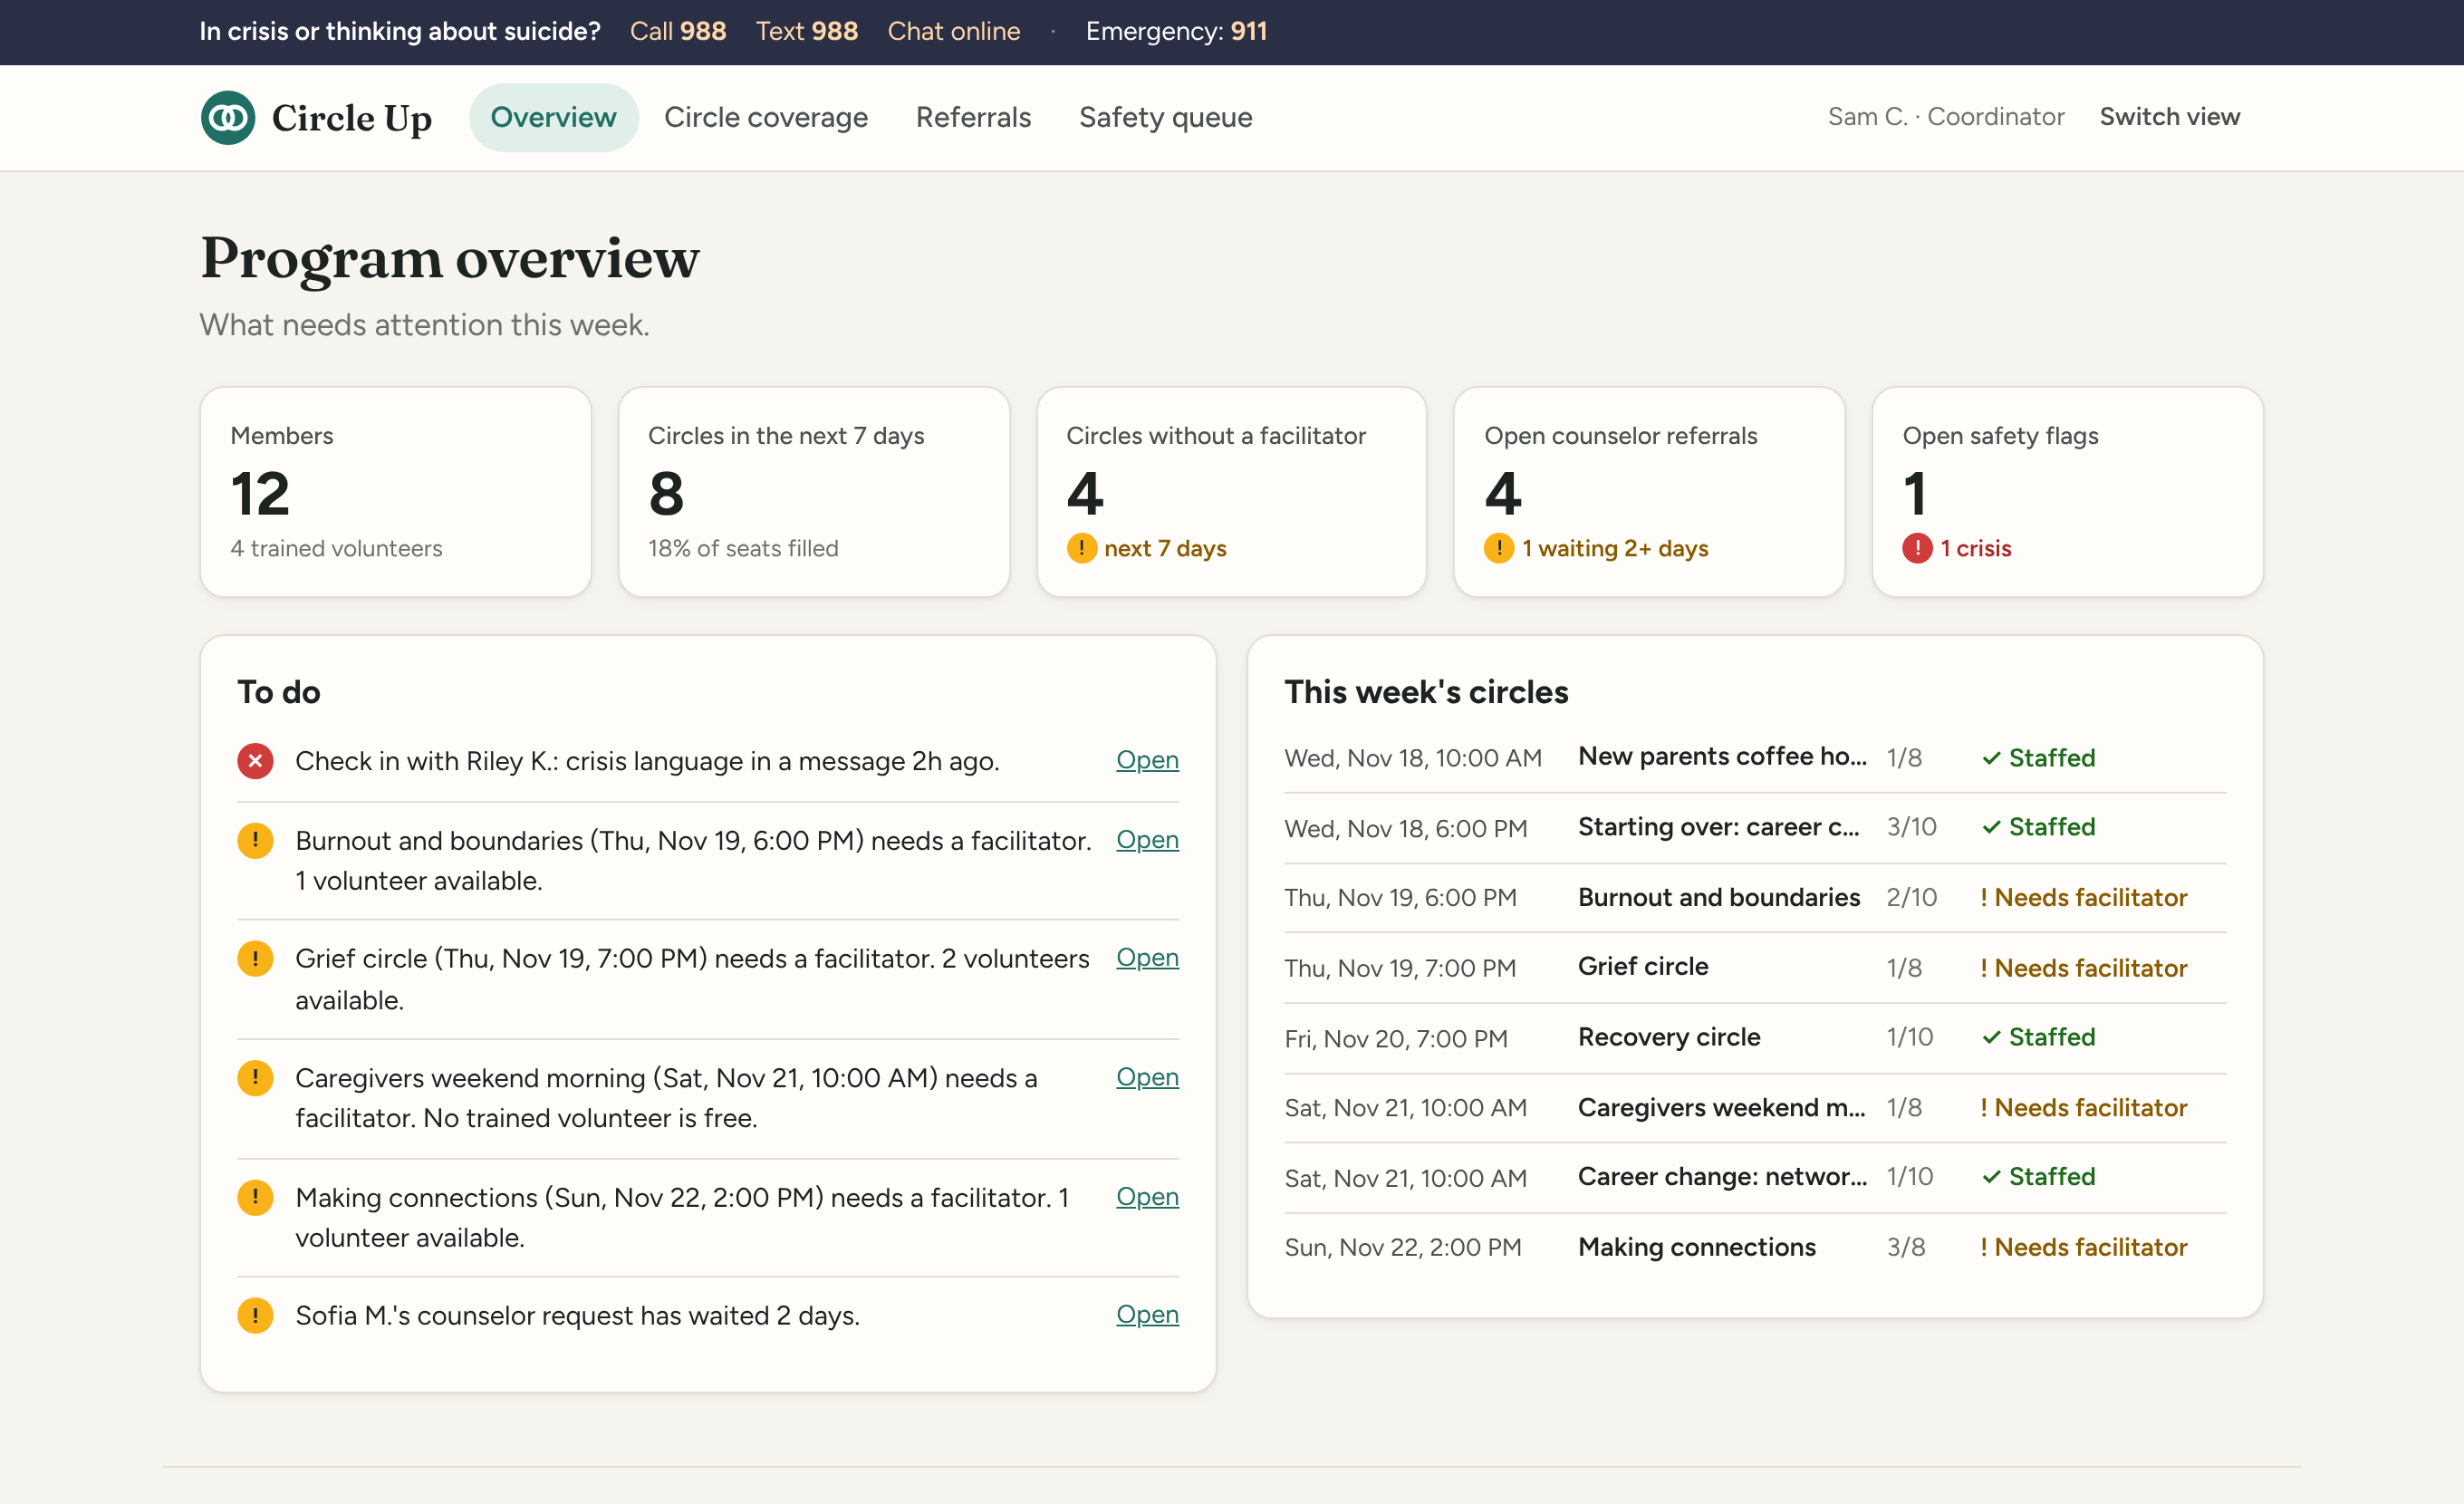 In crisis or thinking about suicide? Call 988 Text 988 Chat online · Emergency: 911
Circle Up Overview Circle coverage Referrals Safety queue Sam C. · Coordinator Switch view
Program overview
What needs attention this week.
Members
12
4 trained volunteers
Circles in the next 7 days
8
18% of seats filled
Circles without a facilitator
4
! next 7 days
Open counselor referrals
4
! 1 waiting 2+ days
Open safety flags
1
! 1 crisis
To do
Check in with Riley K.: crisis language in a message 2h ago. Open
! Burnout and boundaries (Thu, Nov 19, 6:00 PM) needs a facilitator. Open
1 volunteer available.
! Grief circle (Thu, Nov 19, 7:00 PM) needs a facilitator. 2 volunteers Open
available.
! Caregivers weekend morning (Sat, Nov 21, 10:00 AM) needs a Open
facilitator. No trained volunteer is free.
! Making connections (Sun, Nov 22, 2:00 PM) needs a facilitator. 1 Open
volunteer available.
! Sofia M.'s counselor request has waited 2 days. Open
This week's circles
Wed, Nov 18, 10:00 AM New parents coffee ho... 1/8 ✓ Staffed
Wed, Nov 18, 6:00 PM Starting over: career c... 3/10 ✓ Staffed
Thu, Nov 19, 6:00 PM Burnout and boundaries 2/10 ! Needs facilitator
Thu, Nov 19, 7:00 PM Grief circle 1/8 ! Needs facilitator
Fri, Nov 20, 7:00 PM Recovery circle 1/10 ✓ Staffed
Sat, Nov 21, 10:00 AM Caregivers weekend m... 1/8 ! Needs facilitator
Sat, Nov 21, 10:00 AM Career change: networ... 1/10 ✓ Staffed
Sun, Nov 22, 2:00 PM Making connections 3/8 ! Needs facilitator